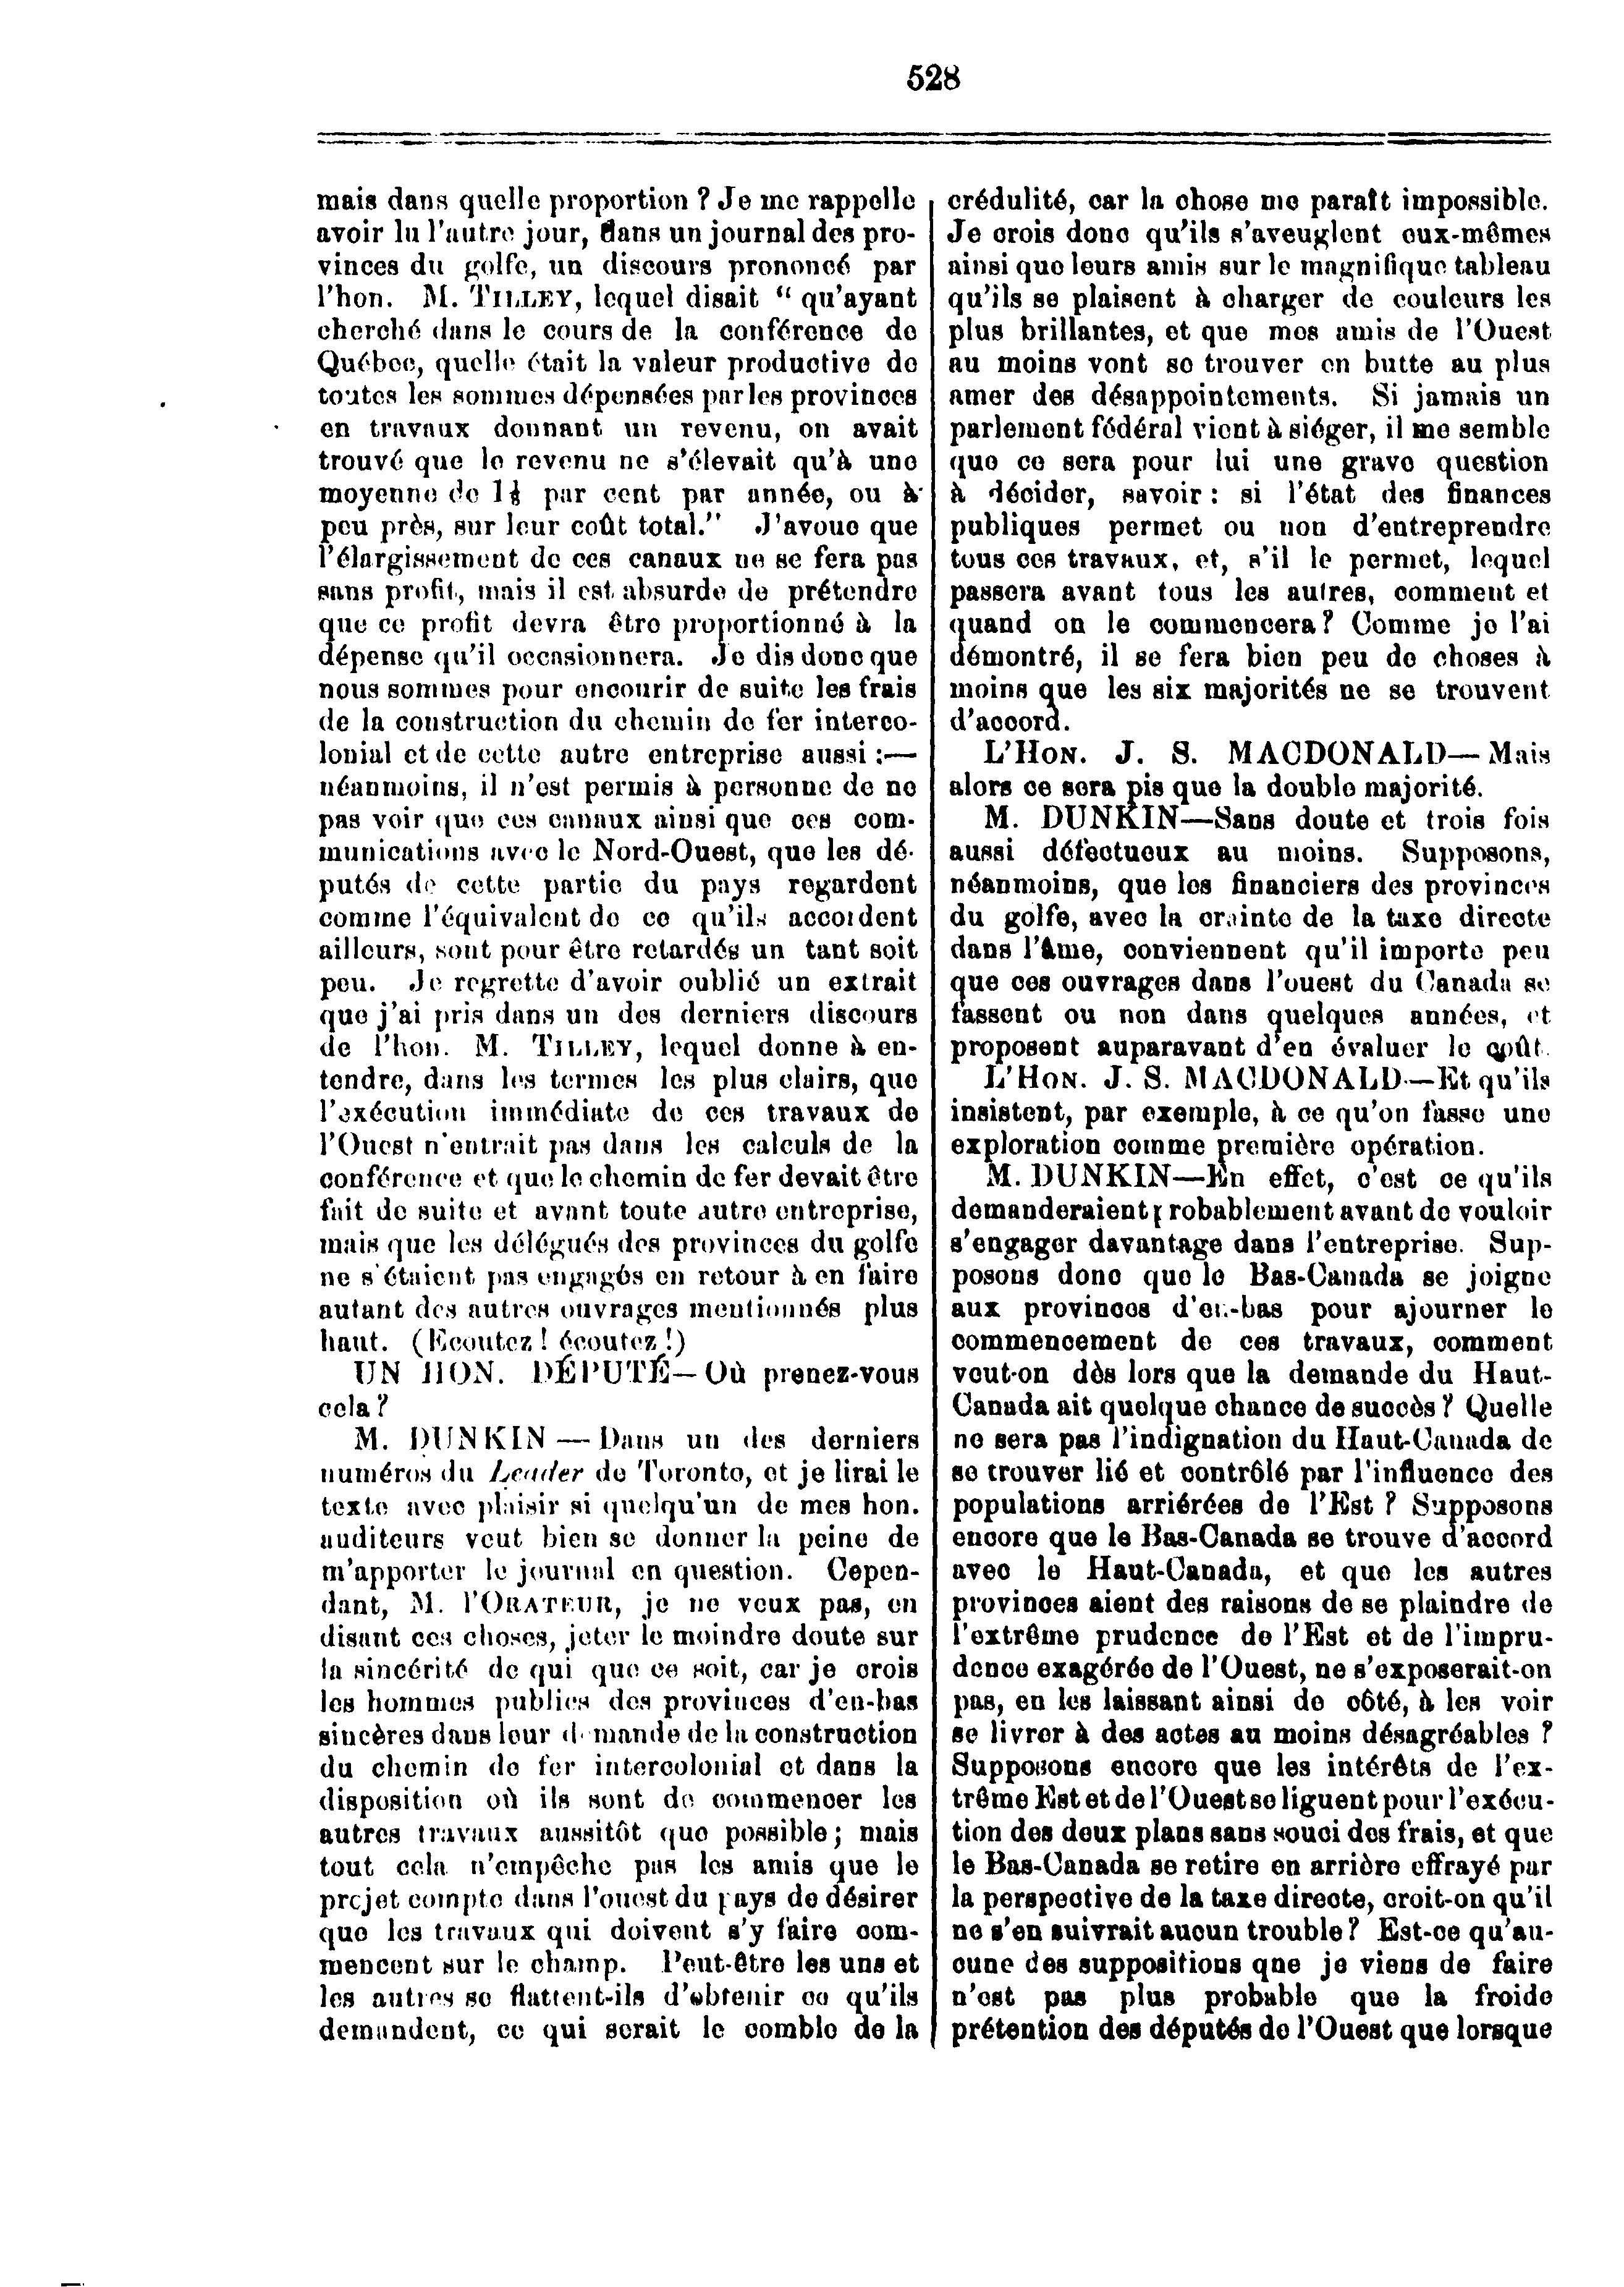 528
mais dans quelle proportion ? Je me rappelle
avoir lu l'autre jour, dans un journal des pro-
vinces du golfe, un discours prononcé par
l'hon. M. TILLEY, lequel disait " qu'ayant
cherché dans le cours de la conférence de
Québec, quelle était la valeur productive de
toutes les sommes dépensées par les provinces
en travaux donnant un revenu, on avait
trouvé que le revenu ne s'élevait qu'à une
moyenne de 1⅛ par cent par année, ou à
peu près, sur leur coût total." J'avoue que
l'élargissement de ces canaux ne se fera pas
sans profit, mais il est absurde de prétendre
que ce profit devra être proportionné à la
dépense qu'il occasionnera. Je dis donc que
nous sommes pour encourir de suite les frais
de la construction du chemin de fer interco-
lonial et de cette autre entreprise aussi :—
néanmoins, il n'est permis à personne de ne
pas voir que ces canaux ainsi que ces com-
munications avec le Nord-Ouest, que les dé-
putés de cette partie du pays regardent
comme l'équivalent de ce qu'ils accordent
ailleurs, sont pour être retardés un tant soit
peu. Je regrette d'avoir oublié un extrait
que j'ai pris dans un des derniers discours
de l'hon. M. TILLEY, lequel donne à en-
tendre, dans les termes les plus clairs, que
l'exécution immédiate de ces travaux de
l'Ouest n'entrait pas dans les calculs de la
conférence et que le chemin de fer devait être
fait de suite et avant toute autre entreprise,
mais que les délégués des provinces du golfe
ne s'étaient pas engagés en retour à en faire
autant des autres ouvrages mentionnés plus
haut. (Ecoutez ! écoutez !)
UN HON. DÉPUTÉ—Où prenez-vous
cela ?
M. DUNKIN — Dans un des derniers
numéros du Leader de Toronto, et je lirai le
texte avec plaisir si quelqu'un de mes hon.
auditeurs veut bien se donner la peine de
m'apporter le journal en question. Cepen-
dant, M. l'ORATEUR, je ne veux pas, en
disant ces choses, jeter le moindre doute sur
la sincérité de qui que ce soit, car je crois
les hommes publics des provinces d'en-bas
sincères dans leur demande de la construction
du chemin de fer intercolonial et dans la
disposition où ils sont de commencer les
autres travaux aussitôt que possible ; mais
tout cela n'empêche pas les amis que le
projet compte dans l'ouest du pays de désirer
que les travaux qui doivent s'y faire com-
mencent sur le champ. Peut-être les uns et
les autres se flattent-ils d'obtenir ce qu'ils
demandent, ce qui serait le comble de la
crédulité, car la chose me paraît impossible.
Je crois donc qu'ils s'aveuglent eux-mêmes
ainsi que leurs amis sur le magnifique tableau
qu'ils se plaisent à charger de couleurs les
plus brillantes, et que mes amis de l'Ouest
au moins vont se trouver en butte au plus
amer des désappointements. Si jamais un
parlement fédéral vient à siéger, il me semble
que ce sera pour lui une grave question
à décider, savoir : si l'état des finances
publiques permet ou non d'entreprendre
tous ces travaux, et, s'il le permet, lequel
passera avant tous les autres, comment et
quand on le commencera ? Comme je l'ai
démontré, il se fera bien peu de choses à
moins que les six majorités ne se trouvent
d'accord.
L'HON. J. S. MACDONALD—Mais
alors ce sera pis que la double majorité.
M. DUNKIN—Sans doute et trois fois
aussi défectueux au moins. Supposons,
néanmoins, que les financiers des provinces
du golfe, avec la crainte de la taxe directe
dans l'âme, conviennent qu'il importe peu
que ces ouvrages dans l'ouest du Canada se
fassent ou non dans quelques années, et
proposent auparavant d'en évaluer le coût.
L'HON. J. S. MACDONALD—Et qu'ils
insistent, par exemple, à ce qu'on fasse une
exploration comme première opération.
M. DUNKIN—En effet, c'est ce qu'ils
demanderaient probablement avant de vouloir
s'engager davantage dans l'entreprise. Sup-
posons donc que le Bas-Canada se joigne
aux provinces d'en-bas pour ajourner le
commencement de ces travaux, comment
veut-on dès lors que la demande du Haut-
Canada ait quelque chance de succès ? Quelle
ne sera pas l'indignation du Haut-Canada de
se trouver lié et contrôlé par l'influence des
populations arriérées de l'Est ? Supposons
encore que le Bas-Canada se trouve d'accord
avec le Haut-Canada, et que les autres
provinces aient des raisons de se plaindre de
l'extrême prudence de l'Est et de l'impru-
dence exagérée de l'Ouest, ne s'exposerait-on
pas, en les laissant ainsi de côté, à les voir
se livrer à des actes au moins désagréables ?
Supposons encore que les intérêts de l'ex-
trême Est et de l'Ouest se liguent pour l'exécu-
tion des deux plans sans souci des frais, et que
le Bas-Canada se retire en arrière effrayé par
la perspective de la taxe directe, croit-on qu'il
ne s'en suivrait aucun trouble ? Est-ce qu'au-
cune des suppositions qne je viens de faire
n'est pas plus probable que la froide
prétention des députés de l'Ouest que lorsque